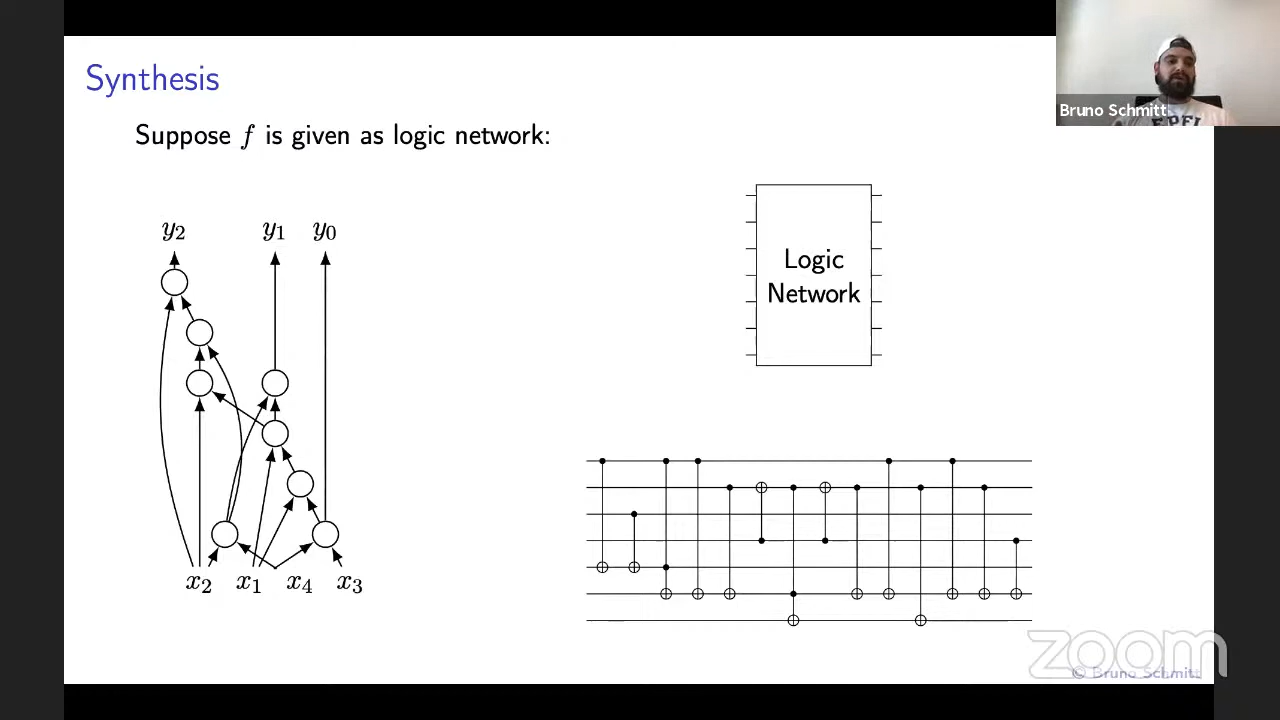 Synthesis
Suppose f is given as logic network:
Bruno Schmitt
EPFL
y₂ y₁ y₀
x₂ x₁ x₄ x₃
Logic
Network
zoom
© Bruno Schmitt